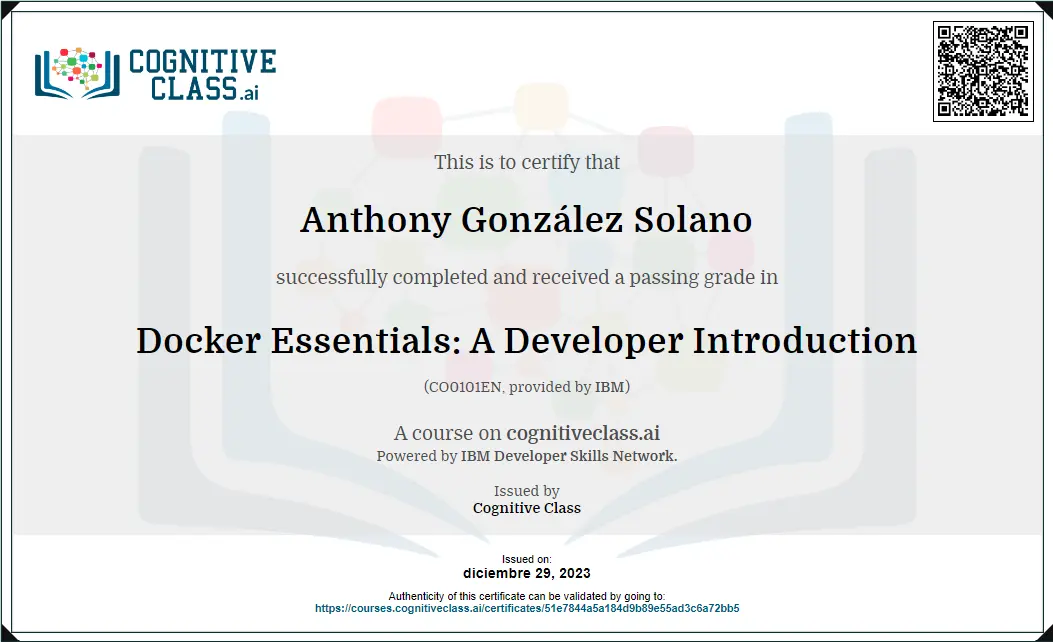 COGNITIVE
CLASS.ai
This is to certify that
Anthony González Solano
successfully completed and received a passing grade in
Docker Essentials: A Developer Introduction
(CO0101EN, provided by IBM)
A course on cognitiveclass.ai
Powered by IBM Developer Skills Network.
Issued by
Cognitive Class
Issued on:
diciembre 29, 2023
Authenticity of this certificate can be validated by going to:
https://courses.cognitiveclass.ai/certificates/51e7844a5a184d9b89e55ad3c6a72bb5